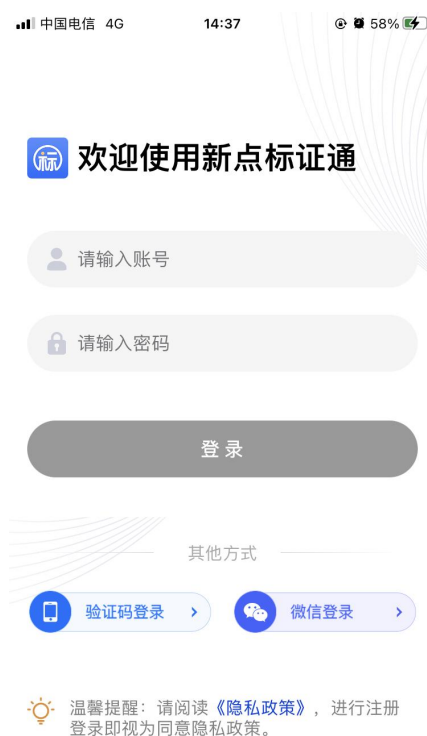 中国电信 4G 14:37 58%
标 欢迎使用新点标证通
请输入账号
请输入密码
登录
其他方式
验证码登录 > 微信登录 >
温馨提醒：请阅读《隐私政策》，进行注册
登录即视为同意隐私政策。